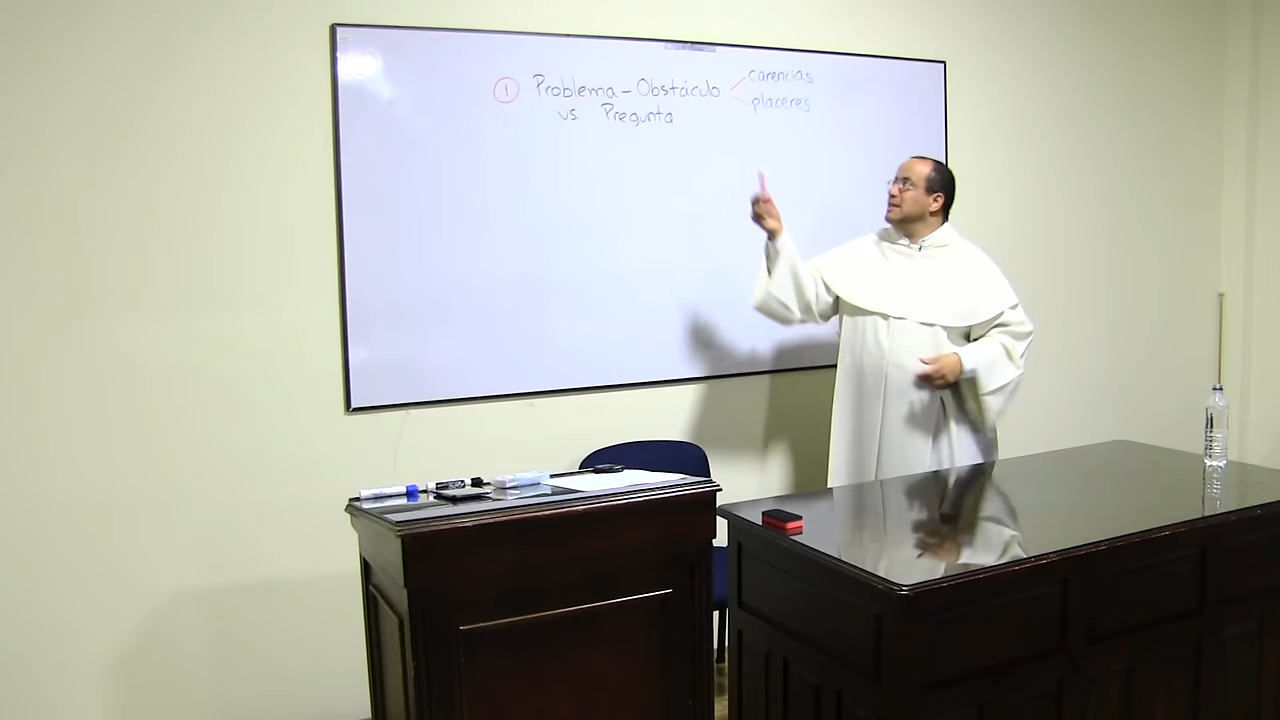 1 Problema - Obstáculo < carencias
placeres
vs. Pregunta